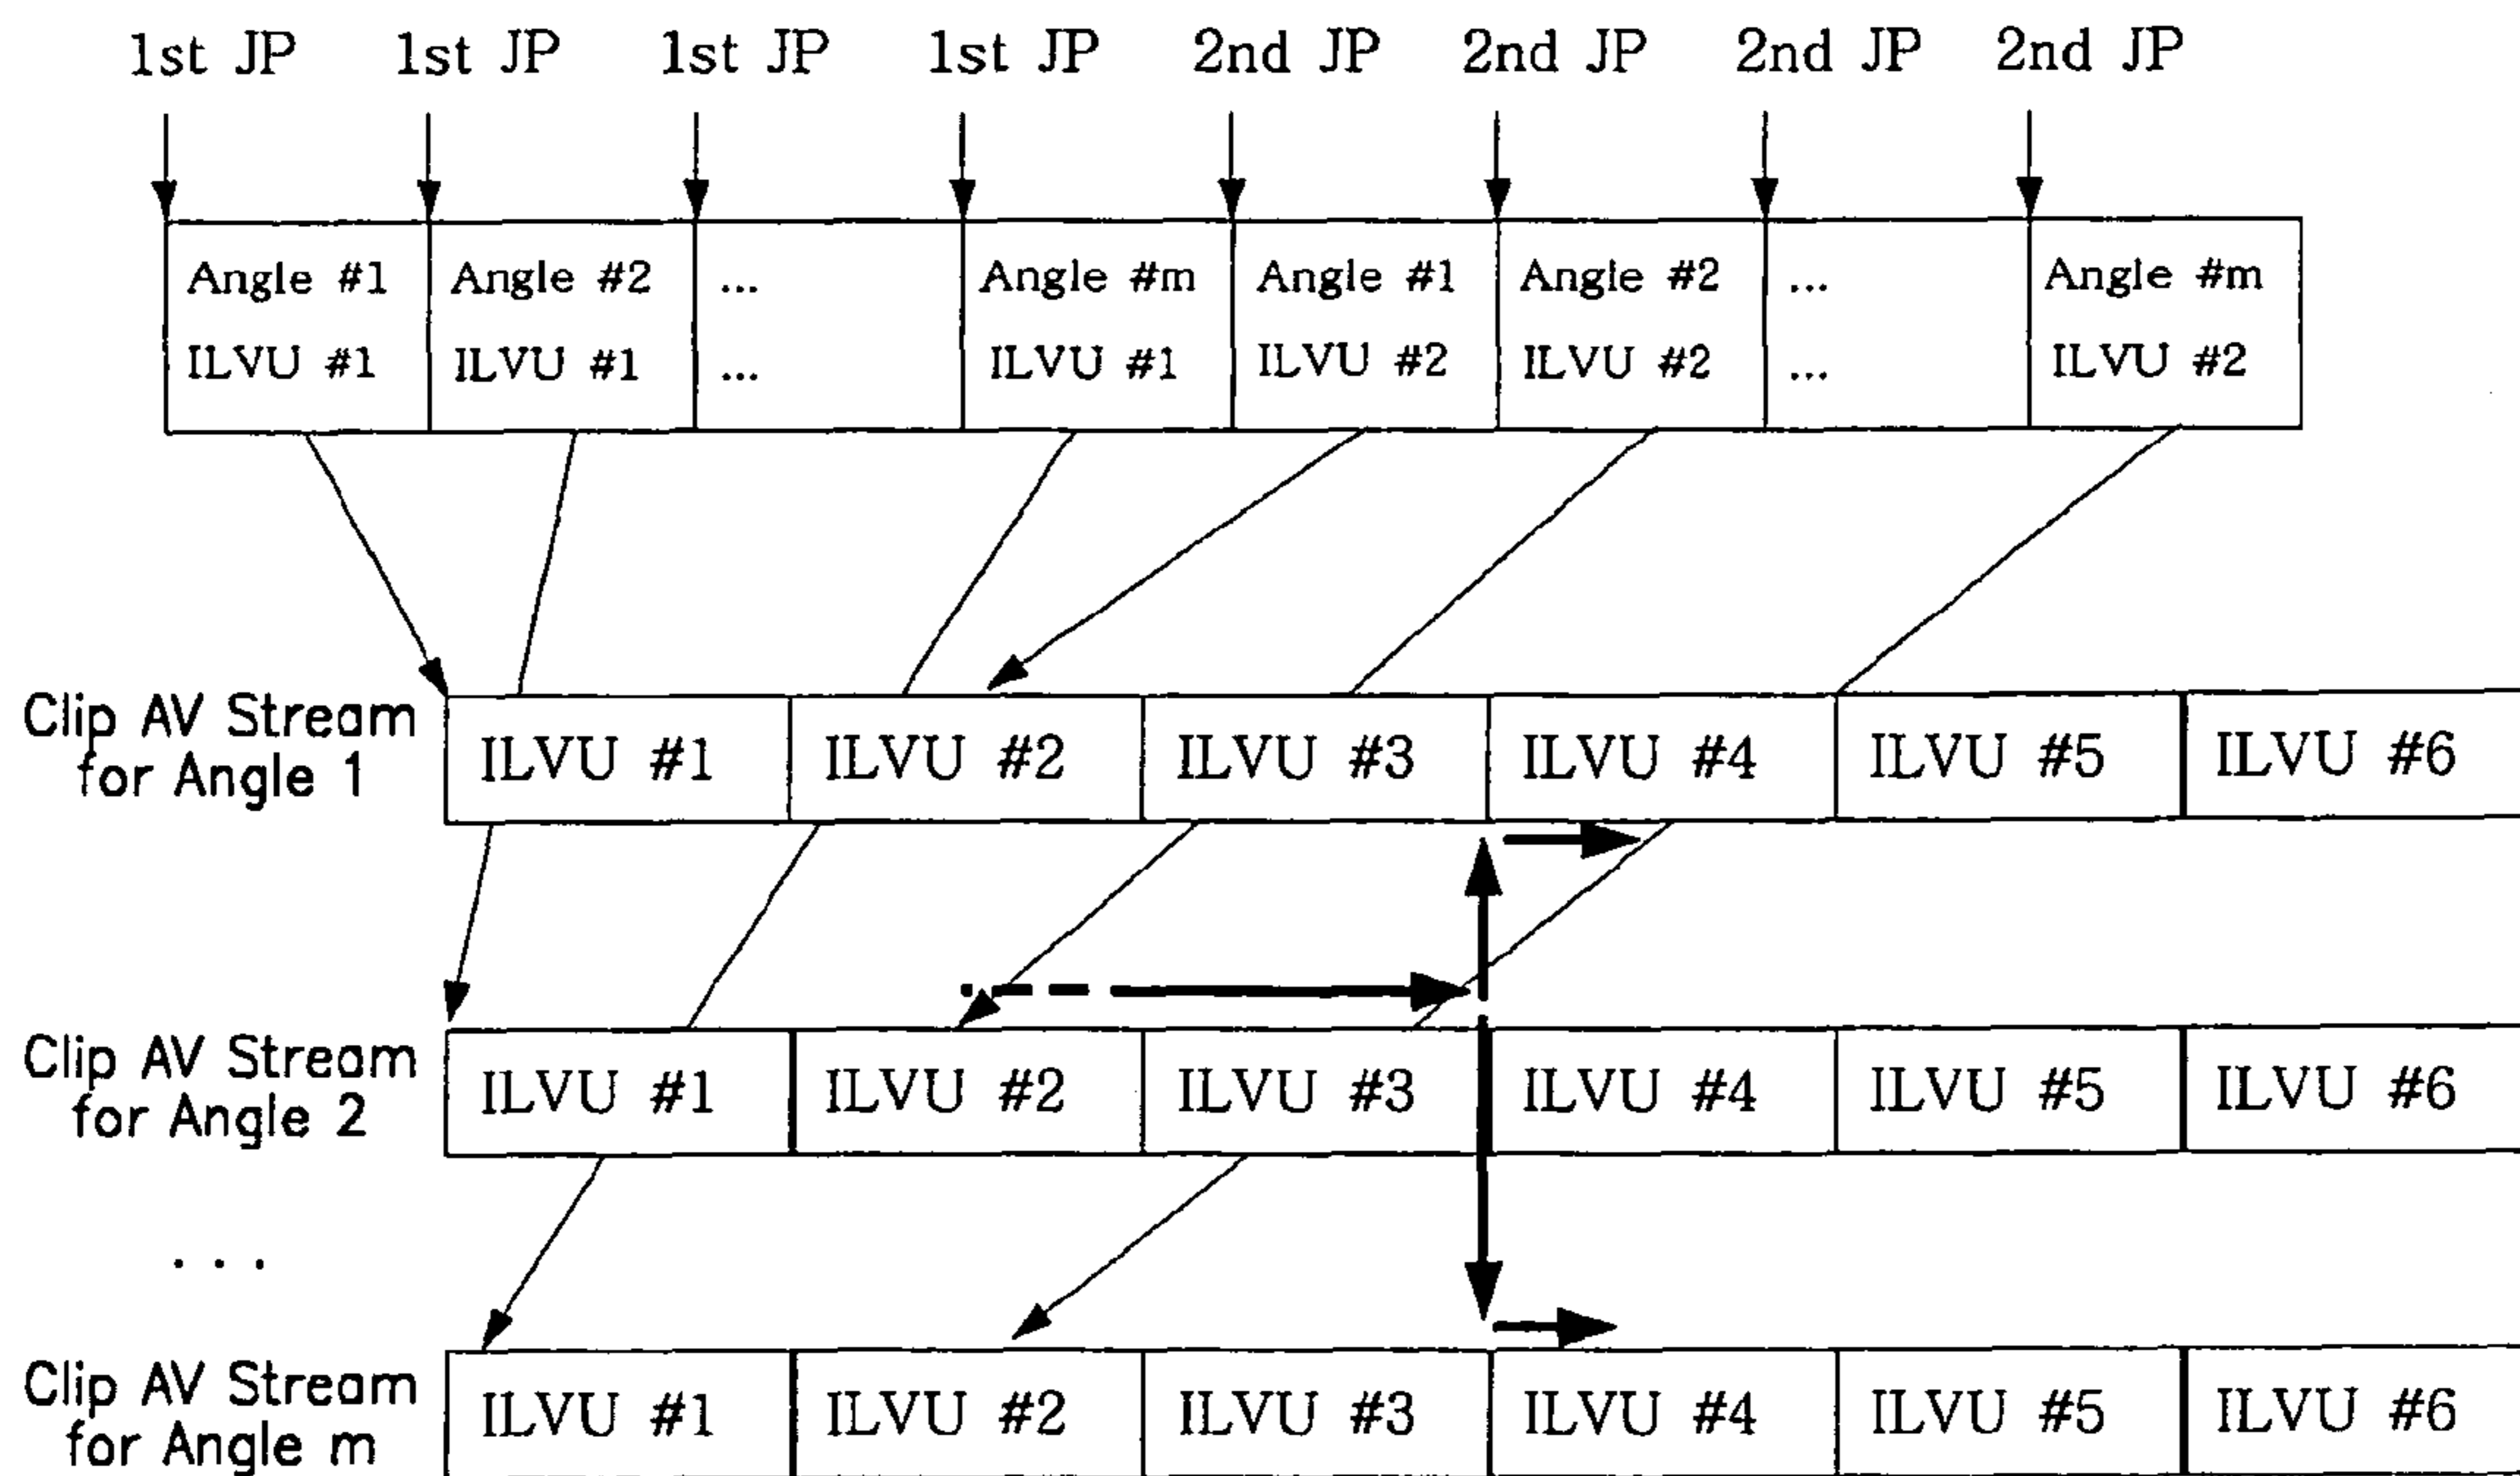 1st JP 1st JP 1st JP 1st JP 2nd JP 2nd JP 2nd JP 2nd JP
Angle #1 Angle #2 ... Angle #m Angle #1 Angle #2 ... Angle #m
ILVU #1 ILVU #1 ... ILVU #1 ILVU #2 ILVU #2 ... ILVU #2
Clip AV Stream
for Angle 1
ILVU #1 ILVU #2 ILVU #3 ILVU #4 ILVU #5 ILVU #6
Clip AV Stream
for Angle 2
ILVU #1 ILVU #2 ILVU #3 ILVU #4 ILVU #5 ILVU #6
. . .
Clip AV Stream
for Angle m
ILVU #1 ILVU #2 ILVU #3 ILVU #4 ILVU #5 ILVU #6